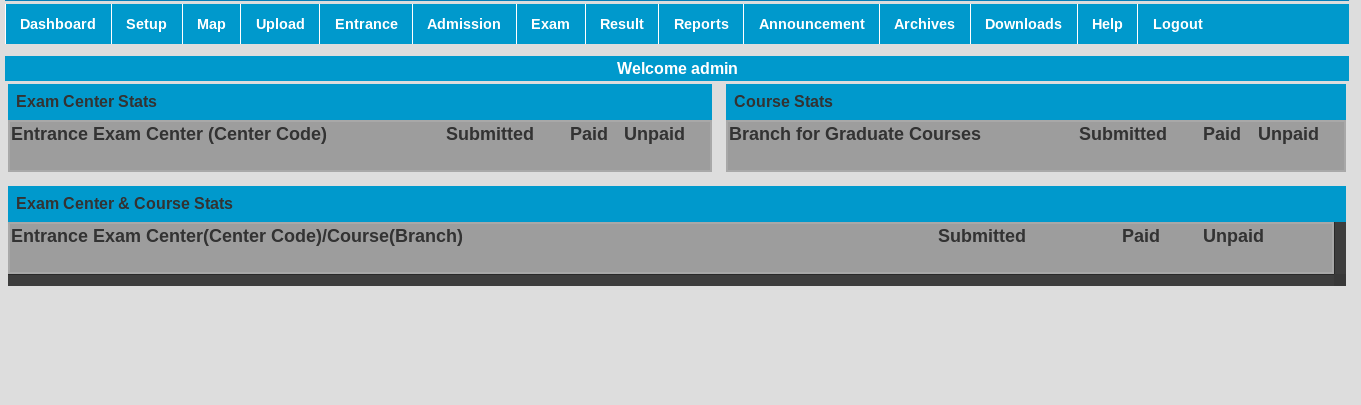 Dashboard Setup Map Upload Entrance Admission Exam Result Reports Announcement Archives Downloads Help Logout
Welcome admin
Exam Center Stats
Entrance Exam Center (Center Code) Submitted Paid Unpaid
Course Stats
Branch for Graduate Courses Submitted Paid Unpaid
Exam Center & Course Stats
Entrance Exam Center(Center Code)/Course(Branch) Submitted Paid Unpaid